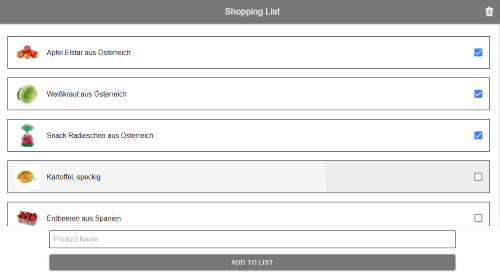 Shopping List
Apfel Elstar aus Österreich
Weißkraut aus Österreich
Snack Radieschen aus Österreich
Kartoffel, speckig
Erdbeeren aus Spanien
Product Name
ADD TO LIST